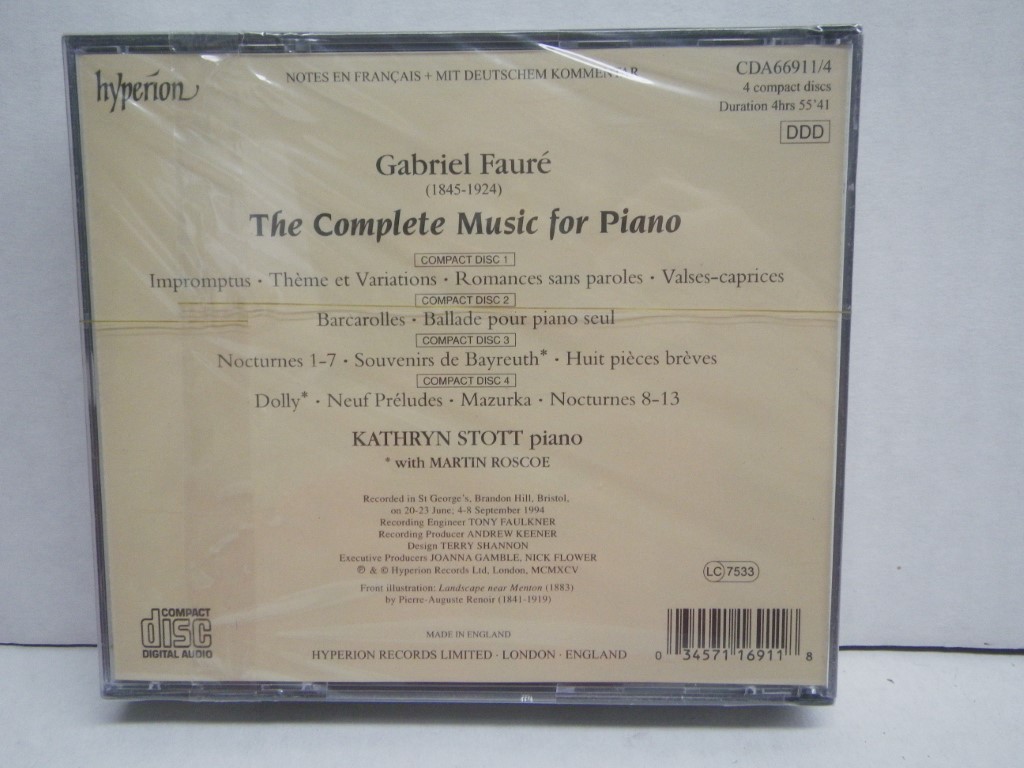 hyperion
NOTES EN FRANÇAIS + MIT DEUTSCHEM KOMMENTAR
CDA66911/4
4 compact discs
Duration 4hrs 55'41
DDD
Gabriel Fauré
(1845-1924)
The Complete Music for Piano
COMPACT DISC 1
Impromptus · Thème et Variations · Romances sans paroles · Valses-caprices
COMPACT DISC 2
Barcarolles · Ballade pour piano seul
COMPACT DISC 3
Nocturnes 1-7 · Souvenirs de Bayreuth* · Huit pièces brèves
COMPACT DISC 4
Dolly* · Neuf Préludes · Mazurka · Nocturnes 8-13
KATHRYN STOTT piano
* with MARTIN ROSCOE
Recorded in St George's, Brandon Hill, Bristol,
on 20-23 June; 4-8 September 1994
Recording Engineer TONY FAULKNER
Recording Producer ANDREW KEENER
Design TERRY SHANNON
Executive Producers JOANNA GAMBLE, NICK FLOWER
℗ & © Hyperion Records Ltd, London, MCMXCV
LC 7533
Front illustration: Landscape near Menton (1883)
by Pierre-Auguste Renoir (1841-1919)
COMPACT
disc
DIGITAL AUDIO
MADE IN ENGLAND
HYPERION RECORDS LIMITED · LONDON · ENGLAND
0 34571 16911 8